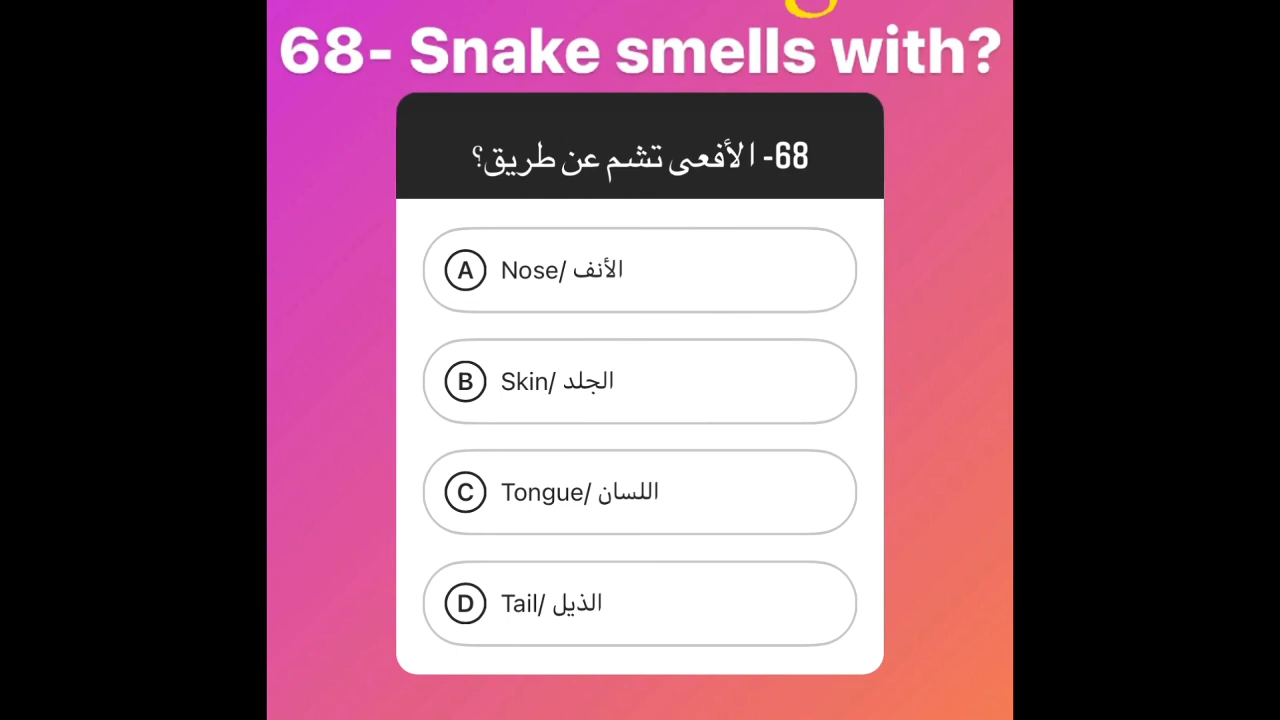 68- Snake smells with?
68- الأفعى تشم عن طريق؟
A Nose/ الأنف
B Skin/ الجلد
C Tongue/ اللسان
D Tail/ الذيل